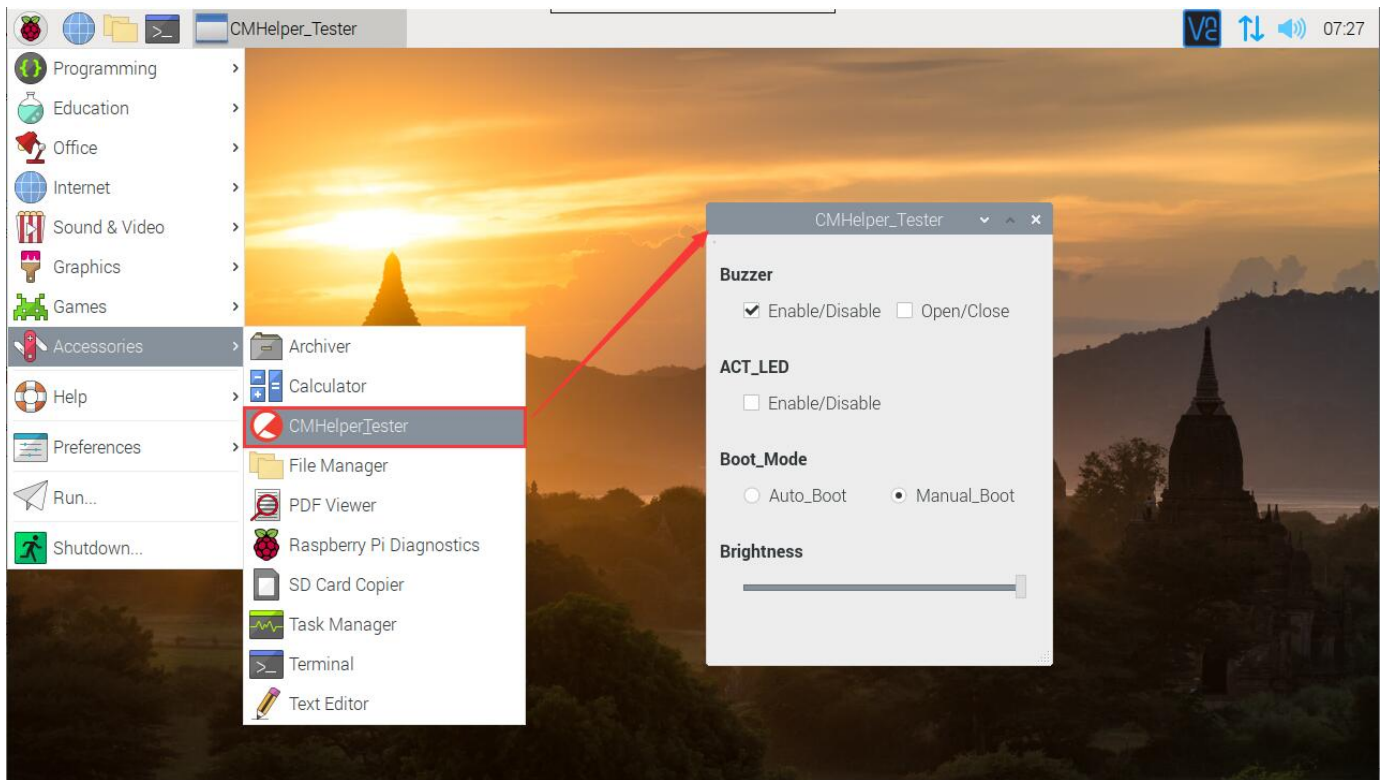 CMHelper_Tester
07:27
Programming
Education
Office
Internet
Sound & Video
Graphics
Games
Accessories
Help
Preferences
Run...
Shutdown...
Archiver
Calculator
CMHelperTester
File Manager
PDF Viewer
Raspberry Pi Diagnostics
SD Card Copier
Task Manager
Terminal
Text Editor
CMHelper_Tester
Buzzer
Enable/Disable Open/Close
ACT_LED
Enable/Disable
Boot_Mode
Auto_Boot Manual_Boot
Brightness